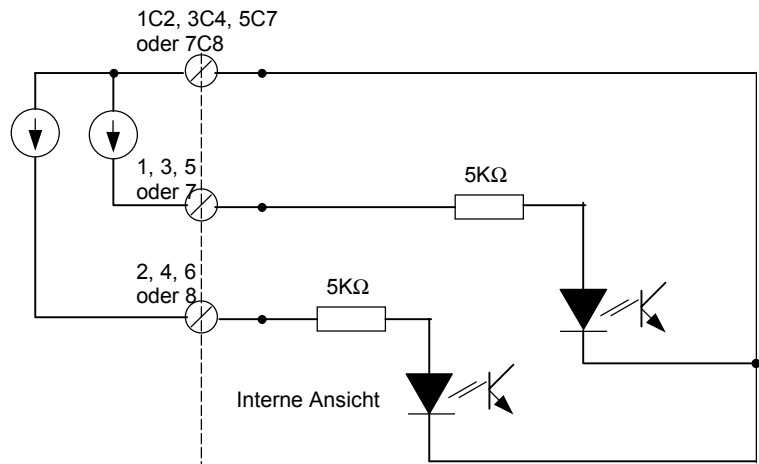 1C2, 3C4, 5C7
oder 7C8
1, 3, 5
oder 7
5KΩ
2, 4, 6
oder 8
5KΩ
Interne Ansicht